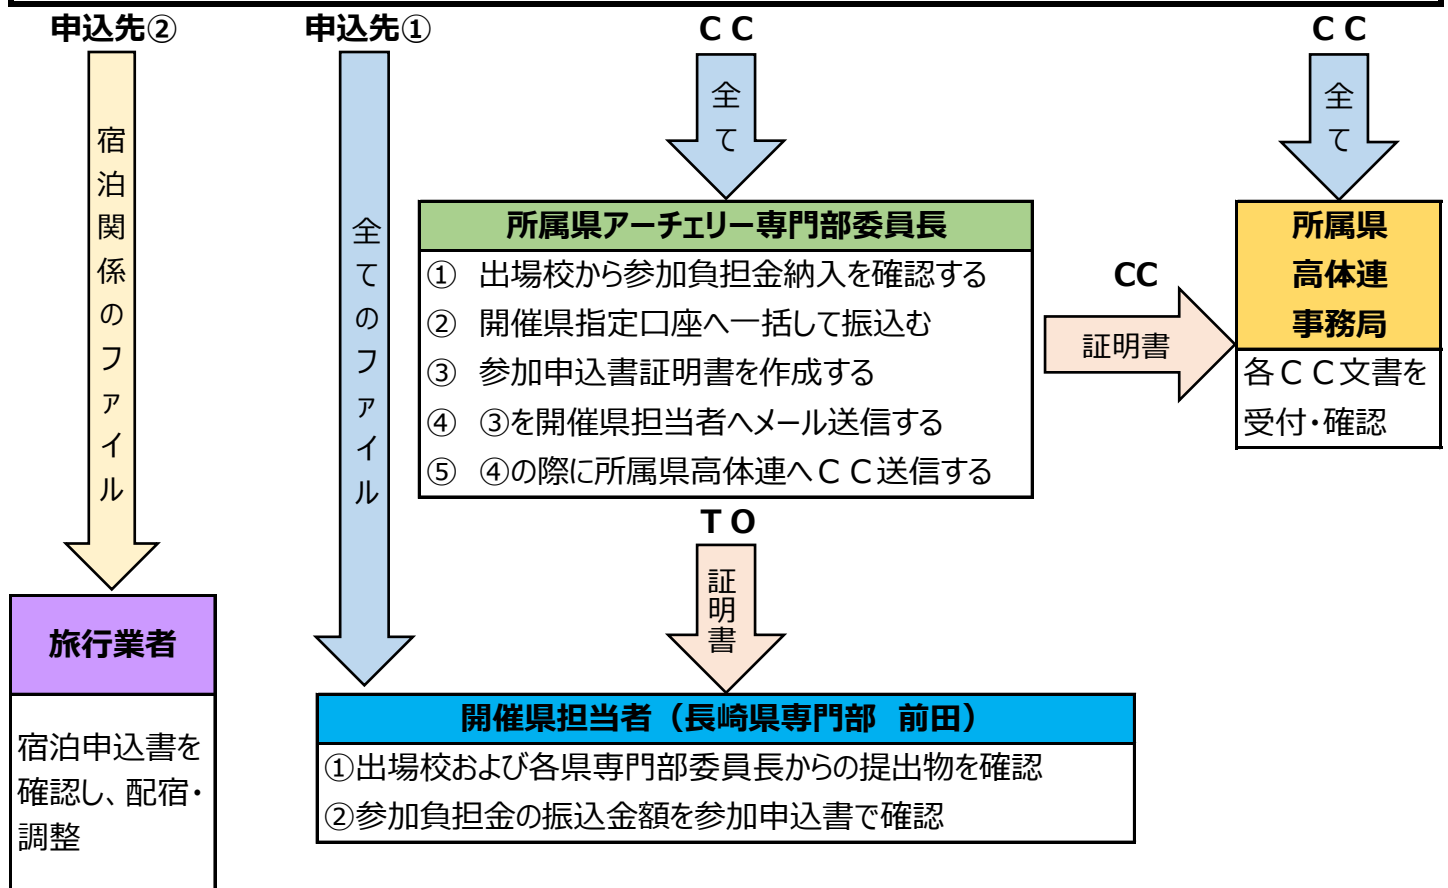 申込先②
申込先①
ＣＣ
ＣＣ
宿泊関係のファイル
全てのファイル
全て
全て
所属県アーチェリー専門部委員長
① 出場校から参加負担金納入を確認する
② 開催県指定口座へ一括して振込む
③ 参加申込書証明書を作成する
④ ③を開催県担当者へメール送信する
⑤ ④の際に所属県高体連へＣＣ送信する
CC
証明書
所属県
高体連
事務局
各ＣＣ文書を
受付・確認
ＴＯ
証明書
旅行業者
宿泊申込書を
確認し、配宿・
調整
開催県担当者（長崎県専門部　前田）
①出場校および各県専門部委員長からの提出物を確認
②参加負担金の振込金額を参加申込書で確認